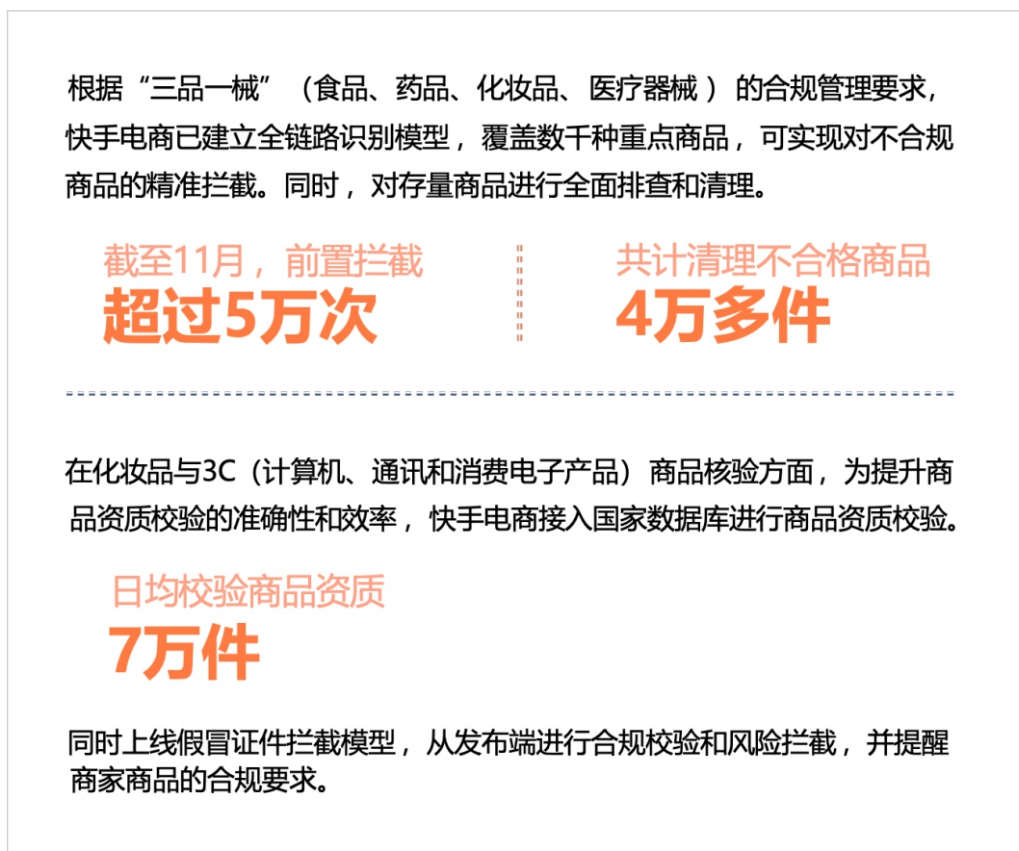 根据“三品一械”（食品、药品、化妆品、医疗器械）的合规管理要求，
快手电商已建立全链路识别模型，覆盖数千种重点商品，可实现对不合规
商品的精准拦截。同时，对存量商品进行全面排查和清理。
截至11月，前置拦截
超过5万次
共计清理不合格商品
4万多件
在化妆品与3C（计算机、通讯和消费电子产品）商品核验方面，为提升商
品资质校验的准确性和效率，快手电商接入国家数据库进行商品资质校验。
日均校验商品资质
7万件
同时上线假冒证件拦截模型，从发布端进行合规校验和风险拦截，并提醒
商家商品的合规要求。